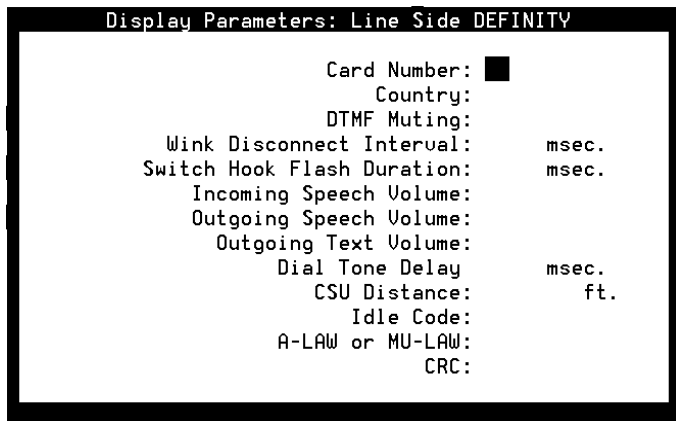 Display Parameters: Line Side DEFINITY
Card Number:
Country:
DTMF Muting:
Wink Disconnect Interval: msec.
Switch Hook Flash Duration: msec.
Incoming Speech Volume:
Outgoing Speech Volume:
Outgoing Text Volume:
Dial Tone Delay msec.
CSU Distance: ft.
Idle Code:
A-LAW or MU-LAW:
CRC: